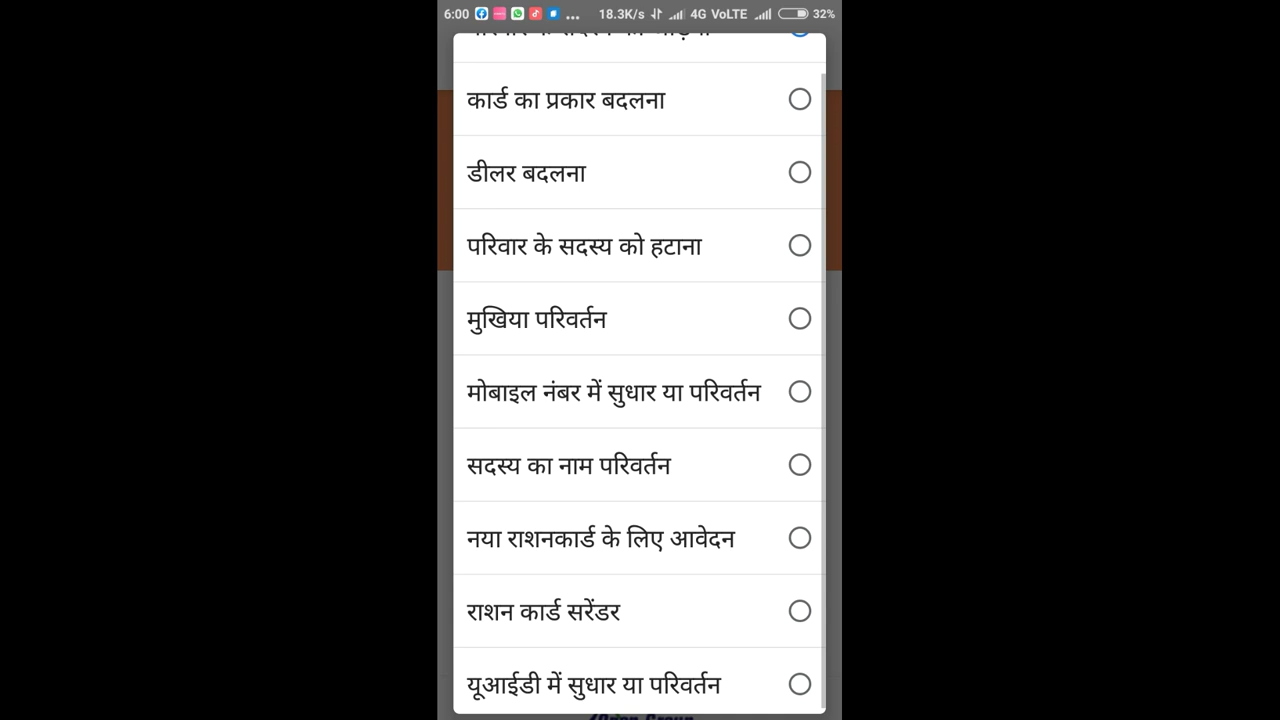 6:00 ... 18.3K/s 4G VoLTE 32%
कार्ड का प्रकार बदलना
डीलर बदलना
परिवार के सदस्य को हटाना
मुखिया परिवर्तन
मोबाइल नंबर में सुधार या परिवर्तन
सदस्य का नाम परिवर्तन
नया राशनकार्ड के लिए आवेदन
राशन कार्ड सरेंडर
यूआईडी में सुधार या परिवर्तन